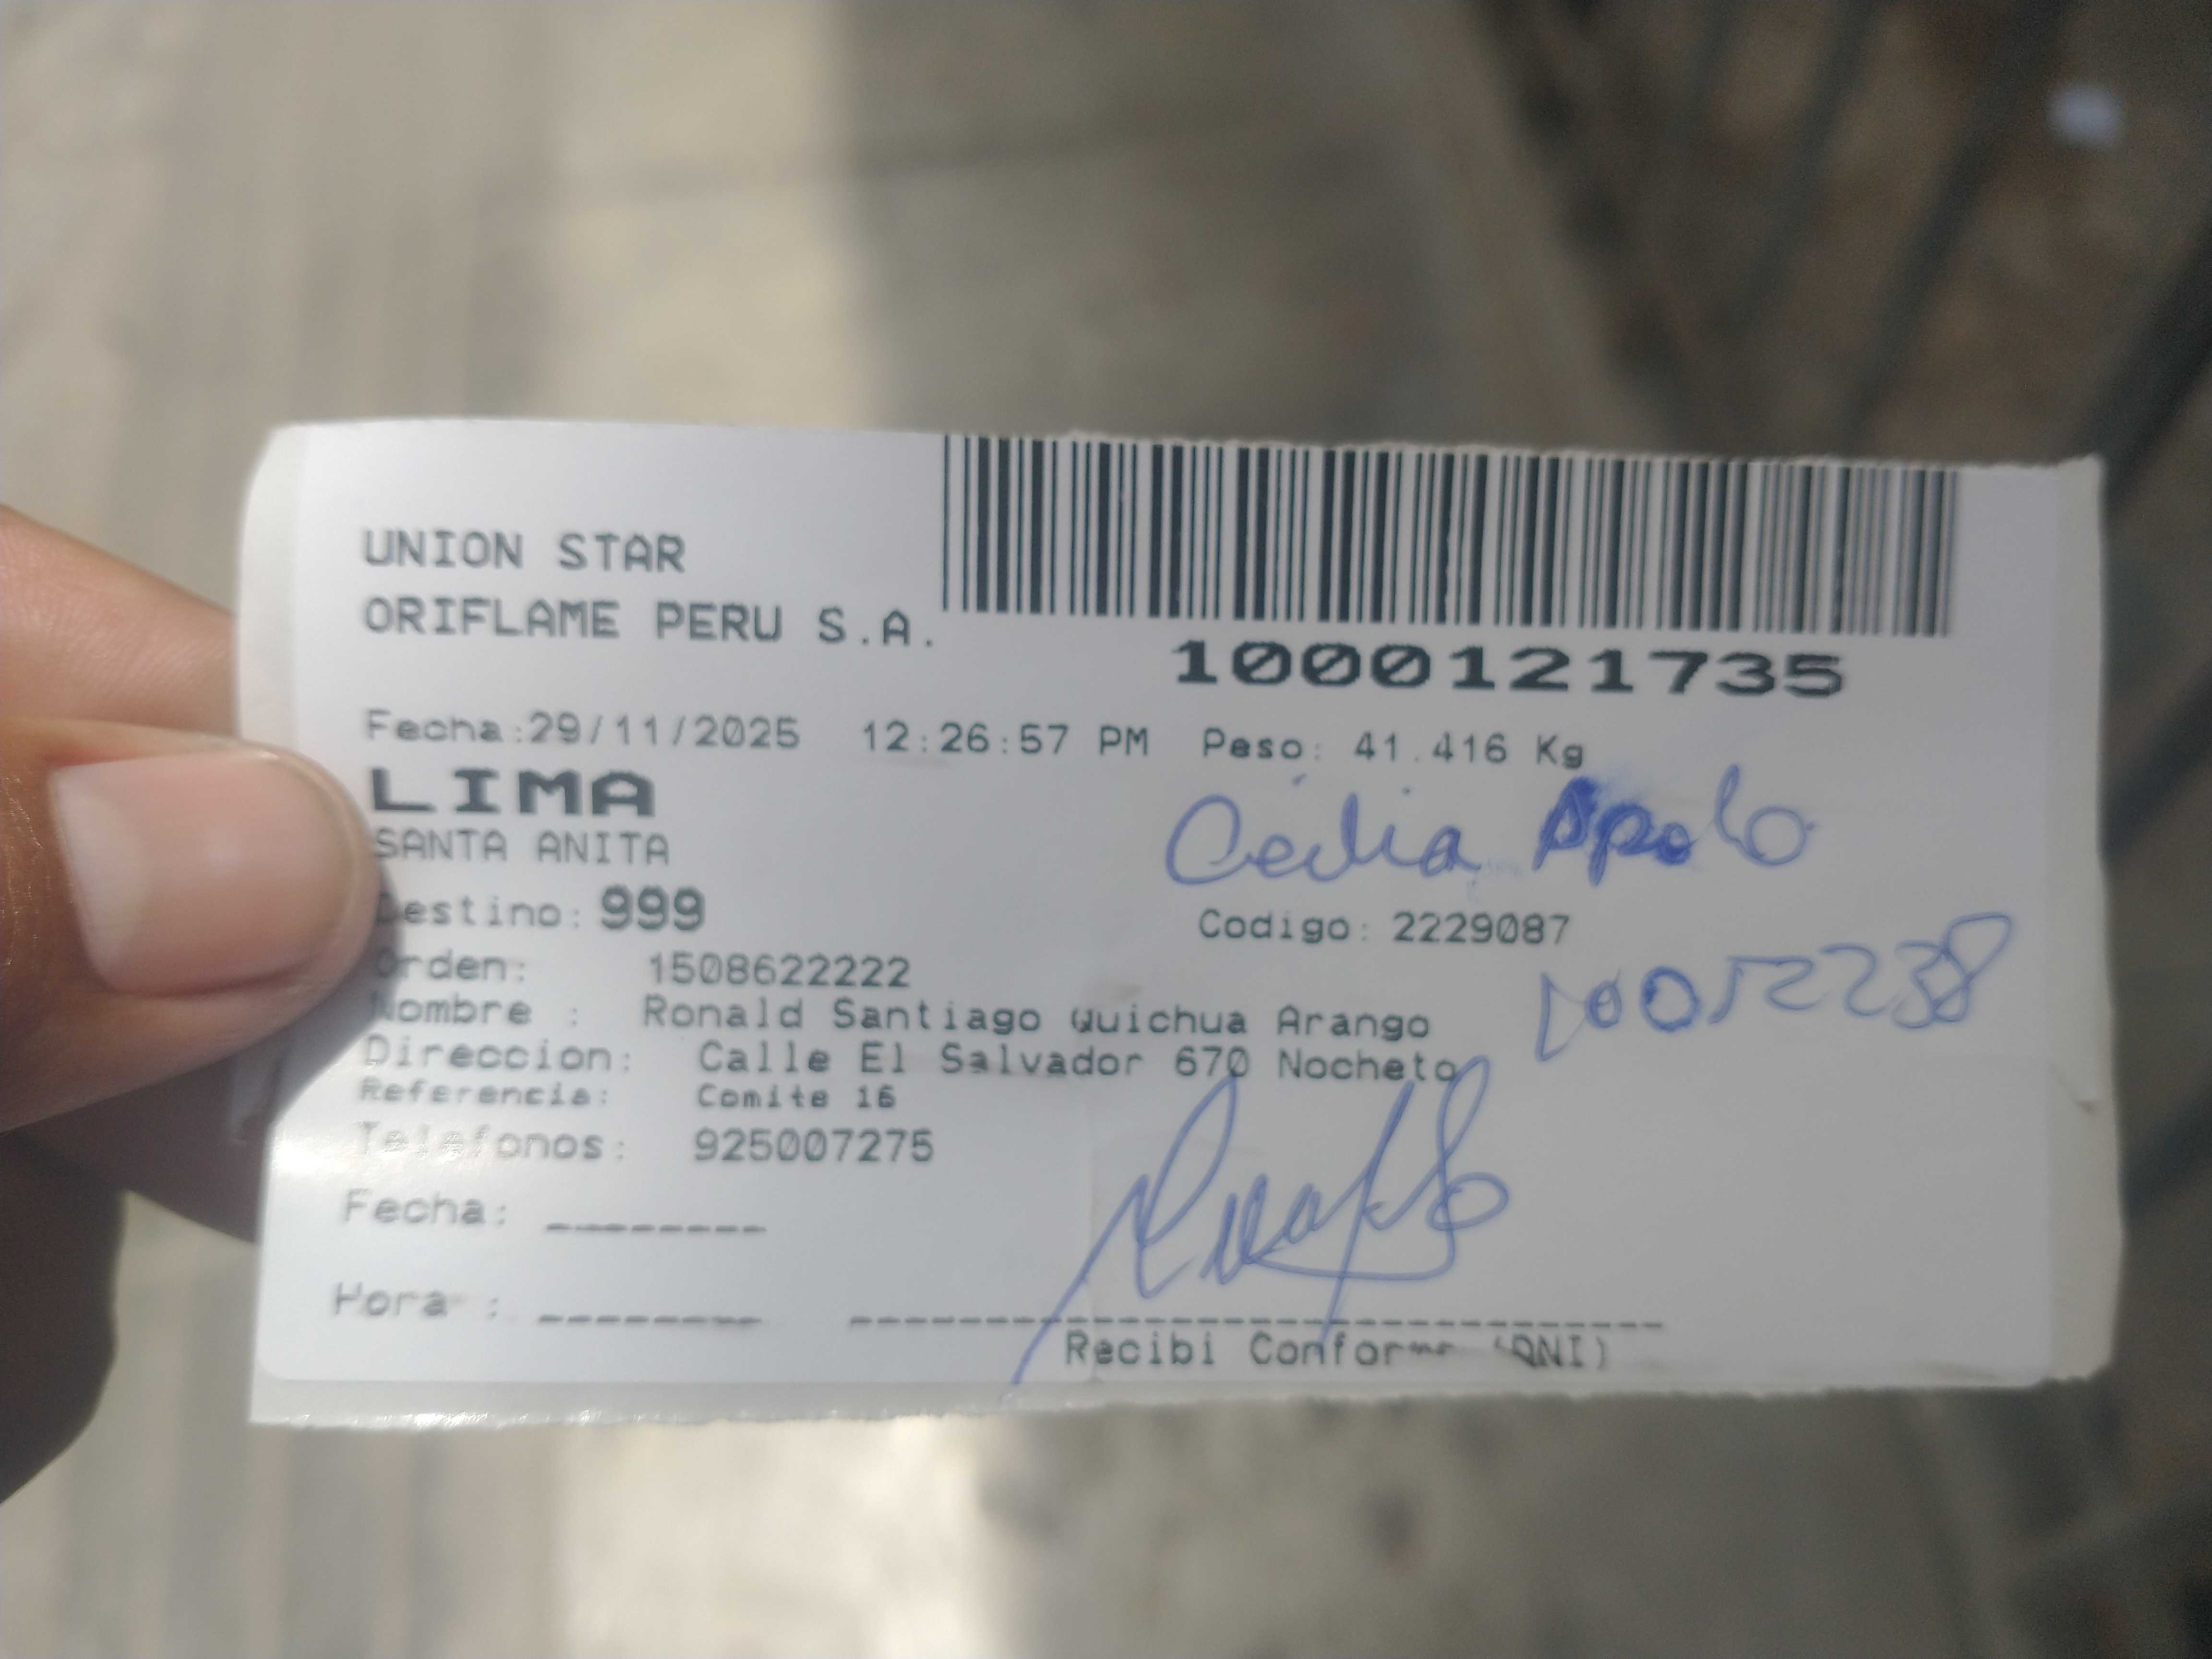 UNION STAR
ORIFLAME PERU S.A.
1000121735
Fecha:29/11/2025 12:26:57 PM Peso: 41.416 Kg
LIMA
SANTA ANITA
Cecilia Apolo
Destino: 999
Codigo: 2229087
Orden: 1508622222
Nombre : Ronald Santiago Quichua Arango
Direccion: Calle El Salvador 670 Nocheto
Referencia: Comite 16
Telefonos: 925007275
Fecha: ________
Hora : ________
Recibi Conforme (DNI)